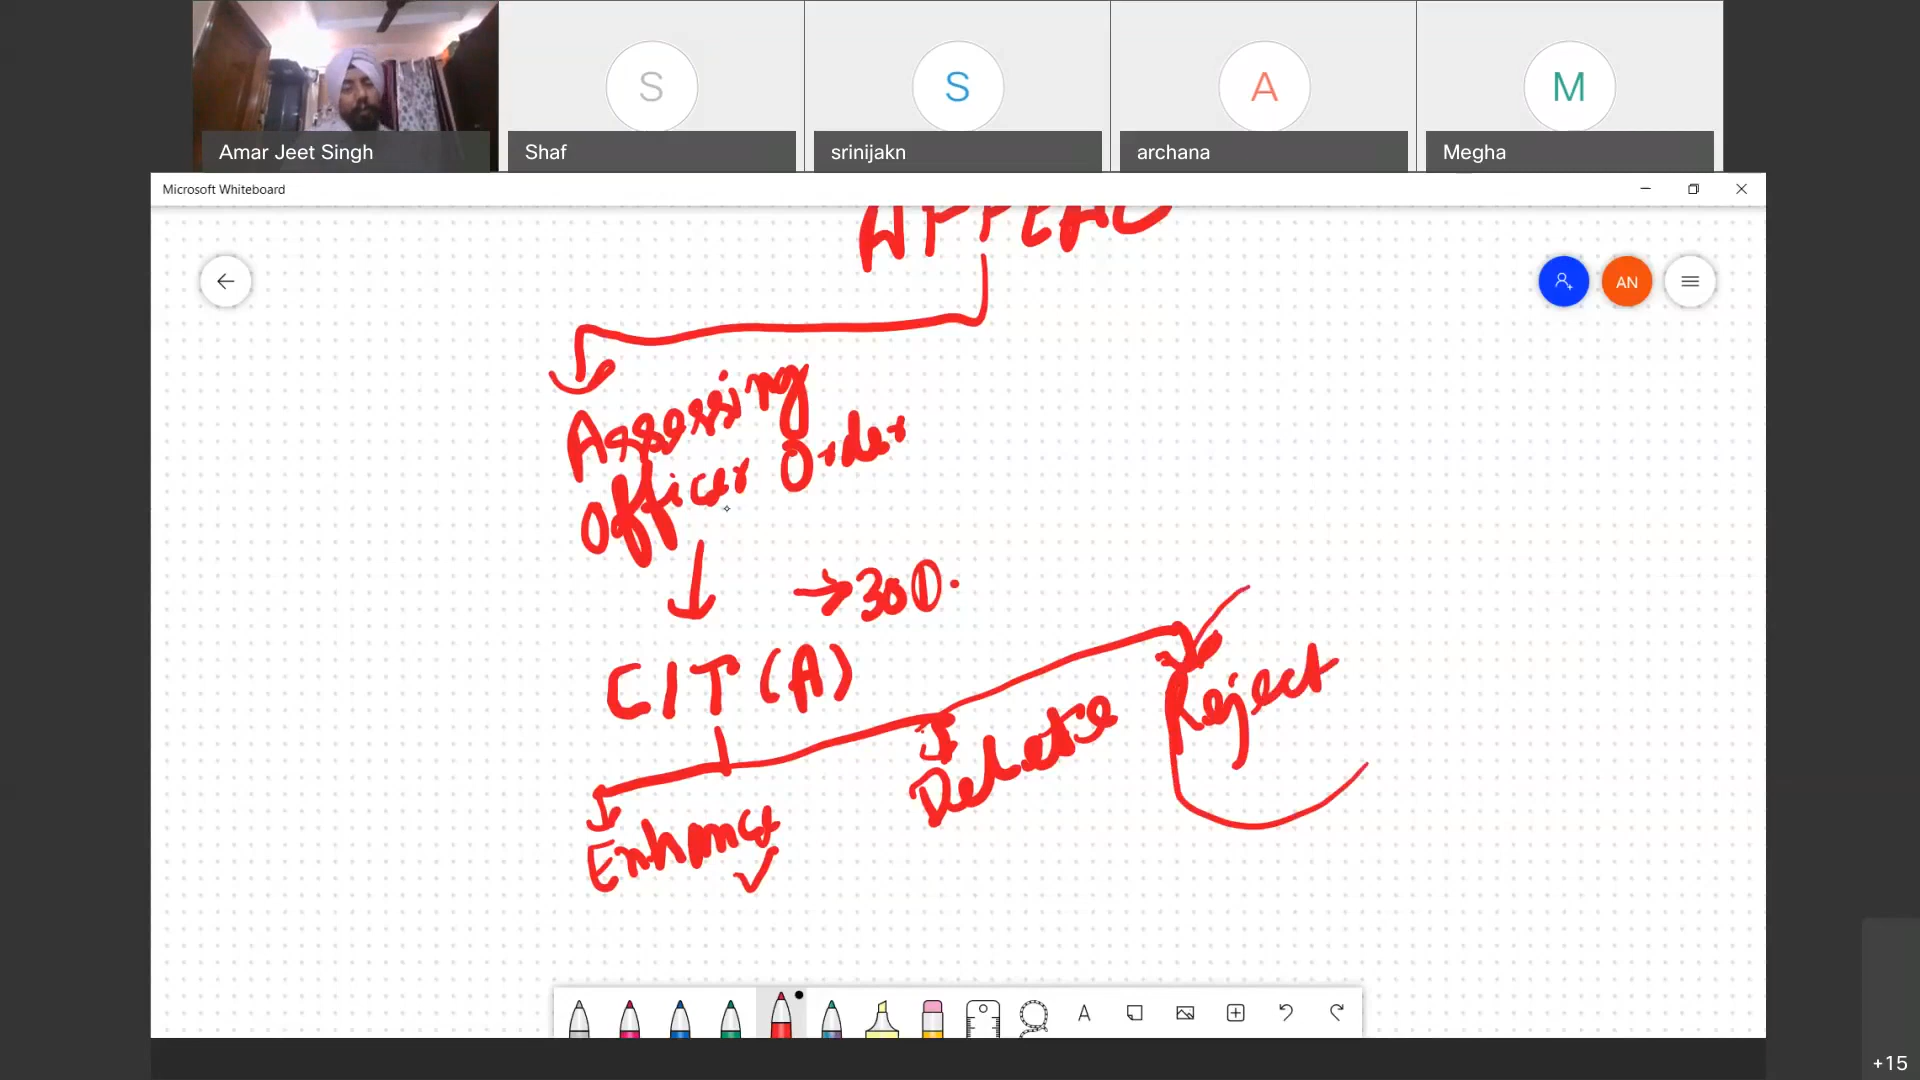 S
S
A
M
Amar Jeet Singh
Shaf
srinijakn
archana
Megha
Microsoft Whiteboard
APPEAL
AN
Assessing
Officer Order
→ 30D.
CIT (A)
Reject
Delete
Enhance
A
+15